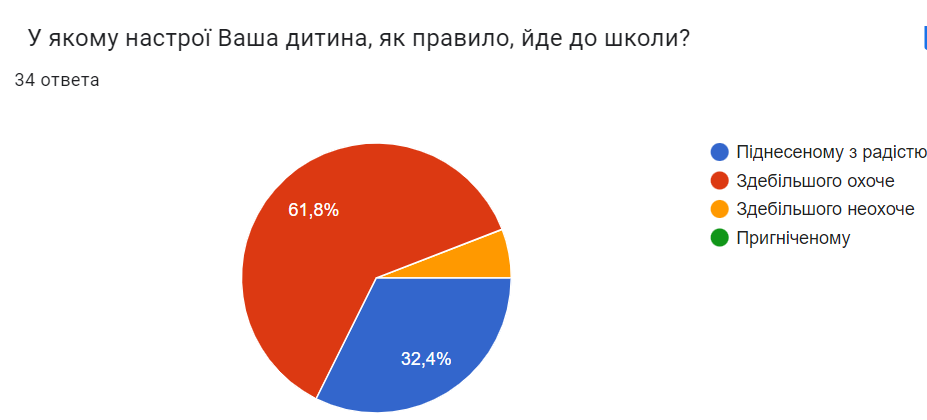 У якому настрої Ваша дитина, як правило, йде до школи?
34 ответа
61,8%
32,4%
Піднесеному з радістю
Здебільшого охоче
Здебільшого неохоче
Пригніченому